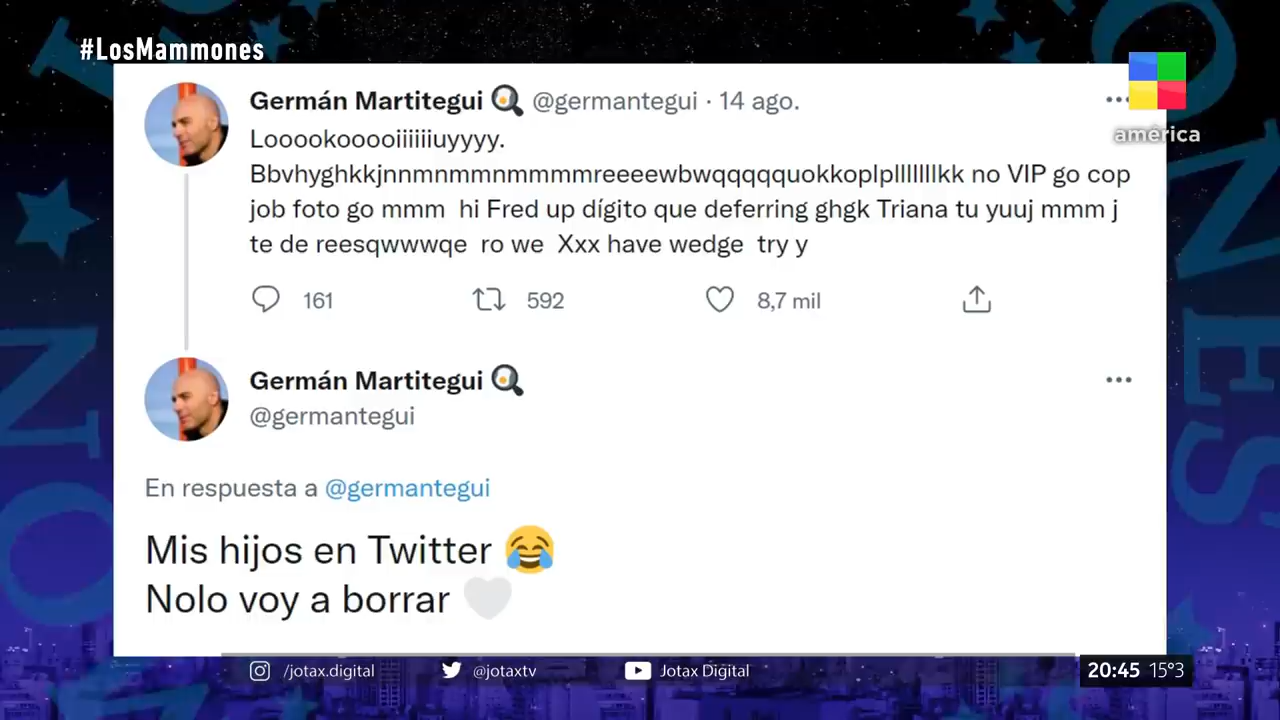 #LosMammones
américa
Germán Martitegui @germantegui · 14 ago.
Looookooooiiiiiiuyyyy.
Bbvhyghkkjnnmnmmnmmmmreeeewbwqqqqquokkoplpllllllllkk no VIP go cop
job foto go mmm hi Fred up dígito que deferring ghgk Triana tu yuuj mmm j
te de reesqwwwqe ro we Xxx have wedge try y
161 592 8,7 mil
Germán Martitegui
@germantegui
En respuesta a @germantegui
Mis hijos en Twitter 😂
Nolo voy a borrar 🤍
/jotax.digital @jotaxtv Jotax Digital
20:45 15°3